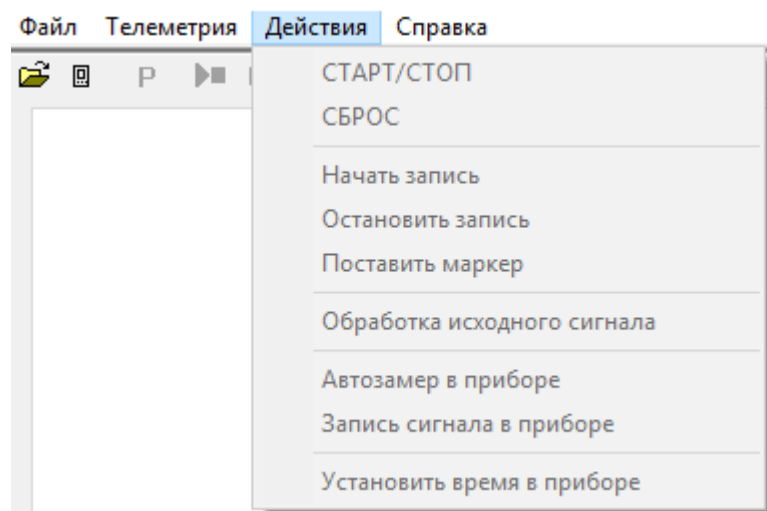 Файл Телеметрия Действия Справка
P
СТАРТ/СТОП
СБРОС
Начать запись
Остановить запись
Поставить маркер
Обработка исходного сигнала
Автозамер в приборе
Запись сигнала в приборе
Установить время в приборе